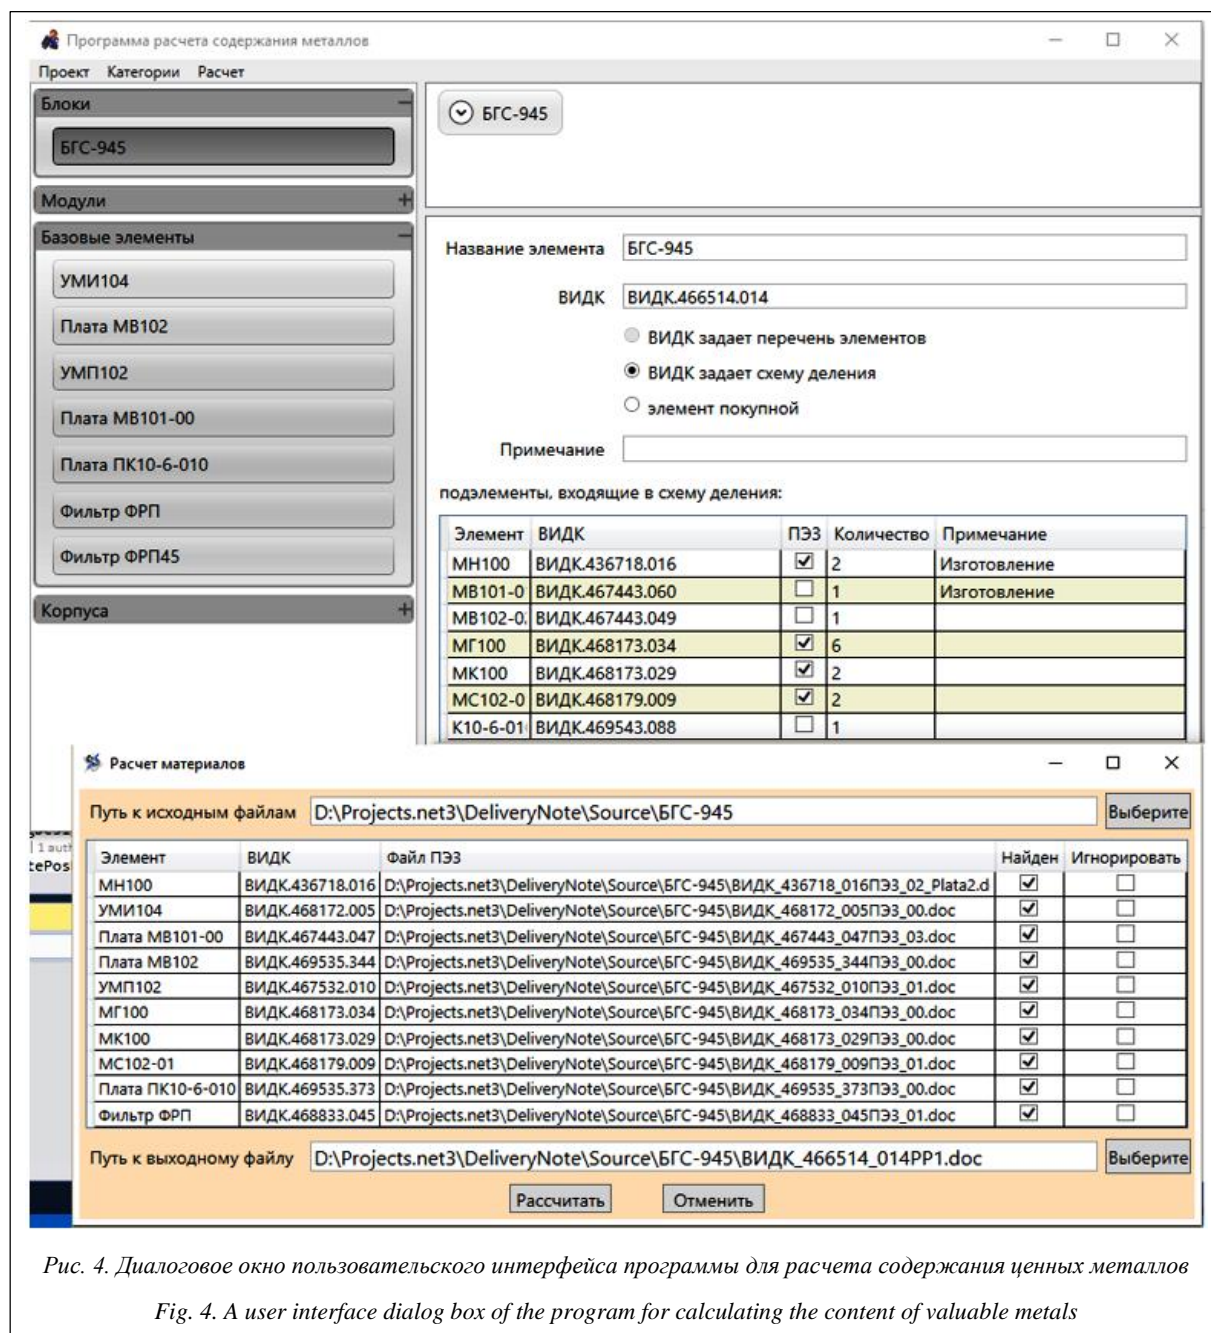 Программа расчета содержания металлов
Проект Категории Расчет
Блоки
БГС-945
Модули
Базовые элементы
УМИ104
Плата МВ102
УМП102
Плата МВ101-00
Плата ПК10-6-010
Фильтр ФРП
Фильтр ФРП45
Корпуса
БГС-945
Название элемента БГС-945
ВИДК ВИДК.466514.014
ВИДК задает перечень элементов
ВИДК задает схему деления
элемент покупной
Примечание
подэлементы, входящие в схему деления:
Элемент ВИДК ПЭЗ Количество Примечание
МН100 ВИДК.436718.016 2 Изготовление
МВ101-0 ВИДК.467443.060 1 Изготовление
МВ102-0 ВИДК.467443.049 1
МГ100 ВИДК.468173.034 6
МК100 ВИДК.468173.029 2
МС102-0 ВИДК.468179.009 2
К10-6-01 ВИДК.469543.088 1
Расчет материалов
Путь к исходным файлам D:\Projects.net3\DeliveryNote\Source\БГС-945 Выберите
Элемент ВИДК Файл ПЭЗ Найден Игнорировать
МН100 ВИДК.436718.016 D:\Projects.net3\DeliveryNote\Source\БГС-945\ВИДК_436718_016ПЭЗ_02_Plata2.d
УМИ104 ВИДК.468172.005 D:\Projects.net3\DeliveryNote\Source\БГС-945\ВИДК_468172_005ПЭЗ_00.doc
Плата МВ101-00 ВИДК.467443.047 D:\Projects.net3\DeliveryNote\Source\БГС-945\ВИДК_467443_047ПЭЗ_03.doc
Плата МВ102 ВИДК.469535.344 D:\Projects.net3\DeliveryNote\Source\БГС-945\ВИДК_469535_344ПЭЗ_00.doc
УМП102 ВИДК.467532.010 D:\Projects.net3\DeliveryNote\Source\БГС-945\ВИДК_467532_010ПЭЗ_01.doc
МГ100 ВИДК.468173.034 D:\Projects.net3\DeliveryNote\Source\БГС-945\ВИДК_468173_034ПЭЗ_00.doc
МК100 ВИДК.468173.029 D:\Projects.net3\DeliveryNote\Source\БГС-945\ВИДК_468173_029ПЭЗ_00.doc
МС102-01 ВИДК.468179.009 D:\Projects.net3\DeliveryNote\Source\БГС-945\ВИДК_468179_009ПЭЗ_01.doc
Плата ПК10-6-010 ВИДК.469535.373 D:\Projects.net3\DeliveryNote\Source\БГС-945\ВИДК_469535_373ПЭЗ_00.doc
Фильтр ФРП ВИДК.468833.045 D:\Projects.net3\DeliveryNote\Source\БГС-945\ВИДК_468833_045ПЭЗ_01.doc
Путь к выходному файлу D:\Projects.net3\DeliveryNote\Source\БГС-945\ВИДК_466514_014РР1.doc Выберите
Рассчитать Отменить
Рис. 4. Диалоговое окно пользовательского интерфейса программы для расчета содержания ценных металлов
Fig. 4. A user interface dialog box of the program for calculating the content of valuable metals